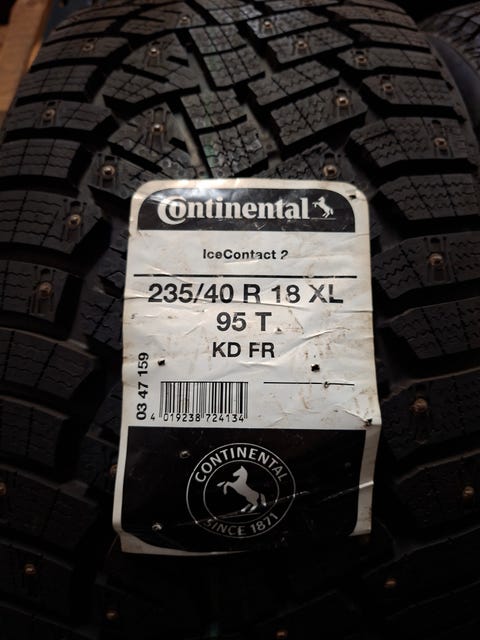 Continental
IceContact 2
235/40 R 18 XL
95 T
KD FR
03 47 159
4 019238 724134
CONTINENTAL
SINCE 1871